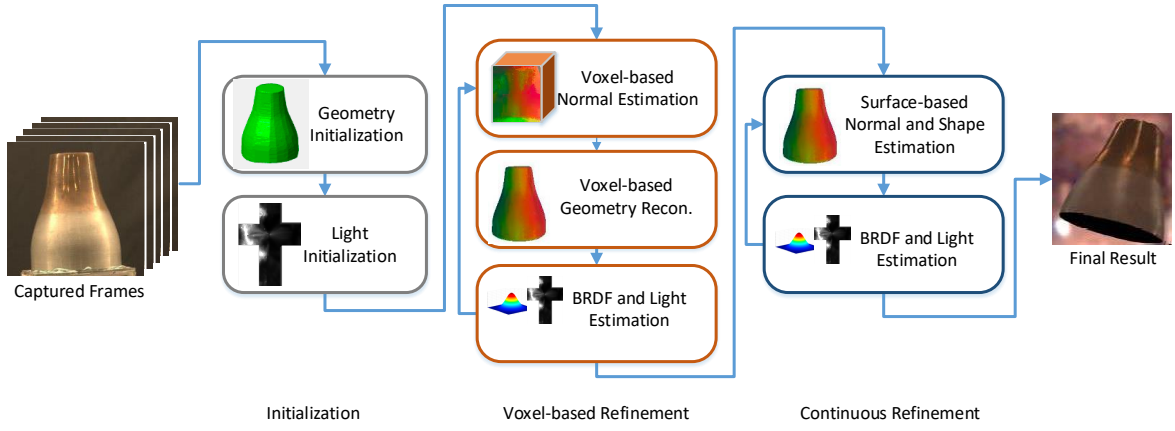 Captured Frames
Geometry
Initialization
Light
Initialization
Initialization
Voxel-based
Normal Estimation
Voxel-based
Geometry Recon.
BRDF and Light
Estimation
Voxel-based Refinement
Surface-based
Normal and Shape
Estimation
BRDF and Light
Estimation
Continuous Refinement
Final Result